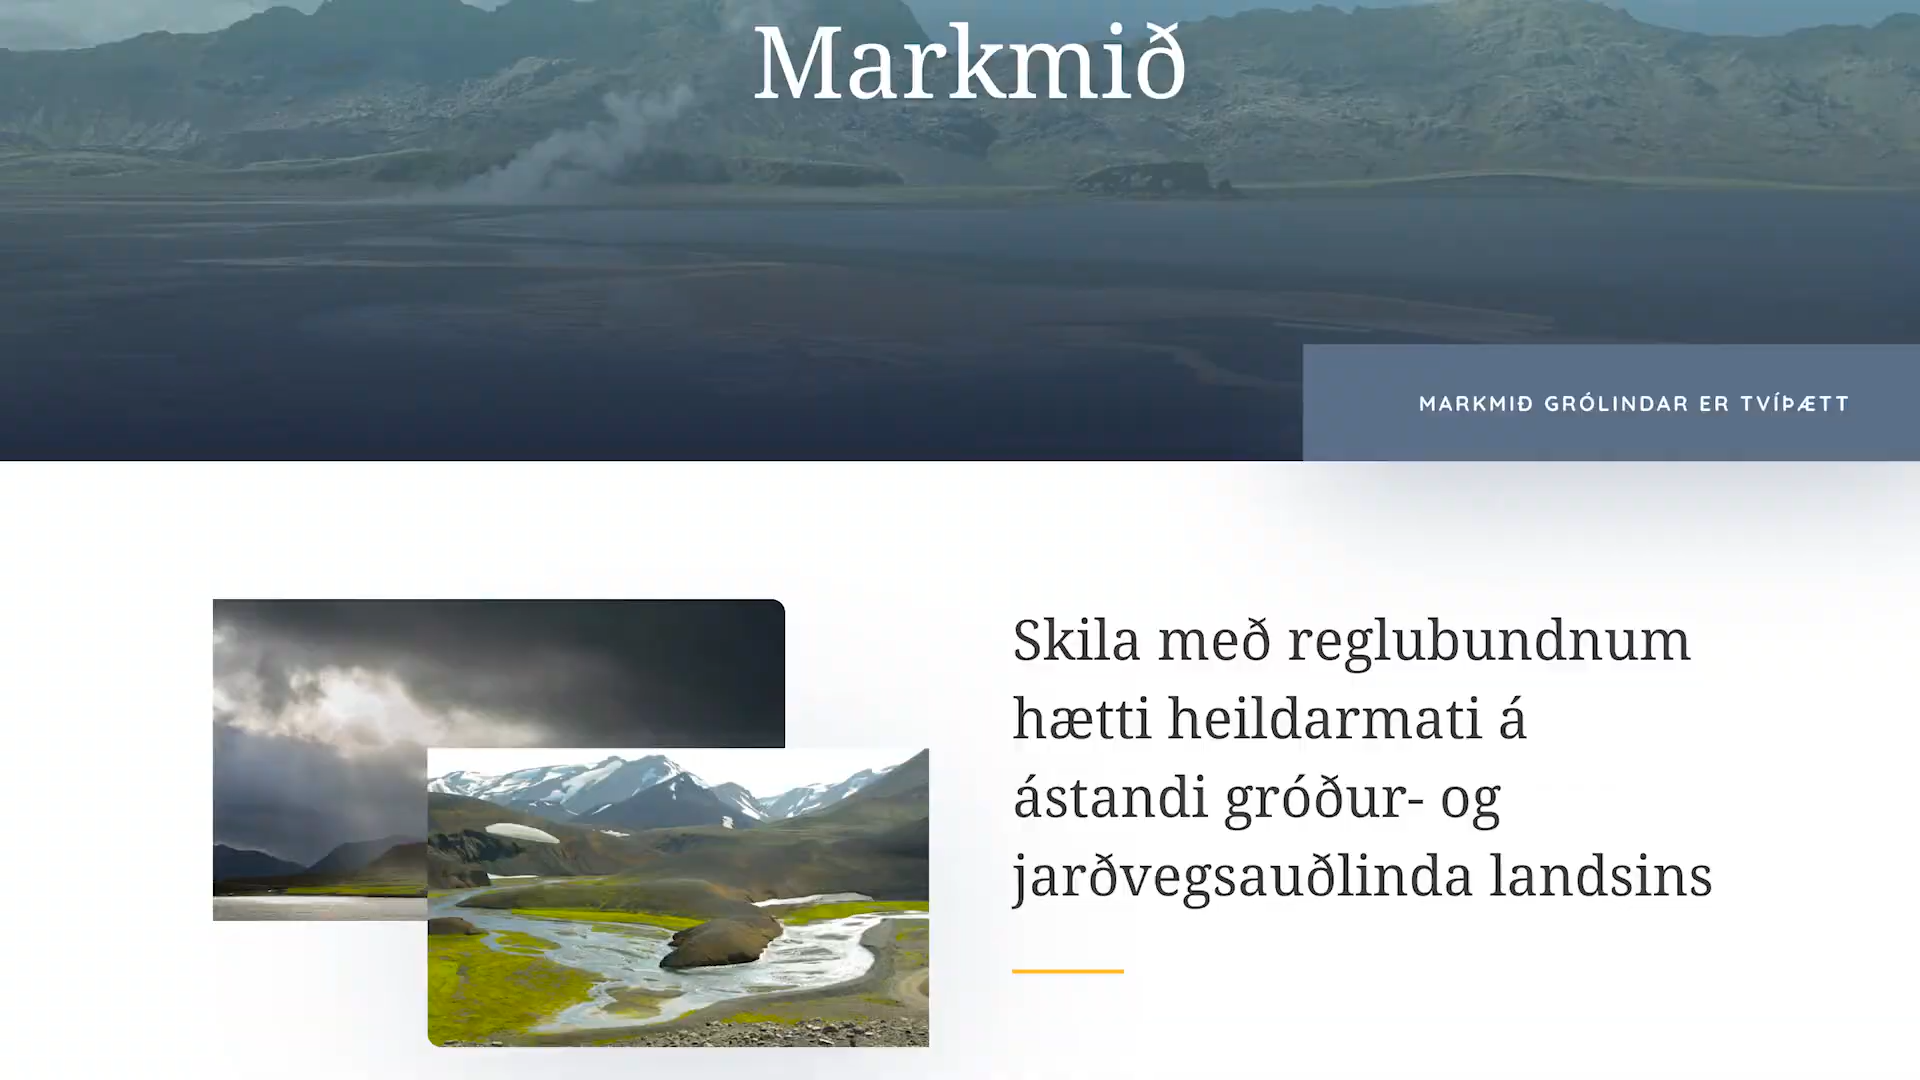 Markmið
MARKMIÐ GRÓLINDAR ER TVÍÞÆTT
Skila með reglubundnum
hætti heildarmati á
ástandi gróður- og
jarðvegsauðlinda landsins